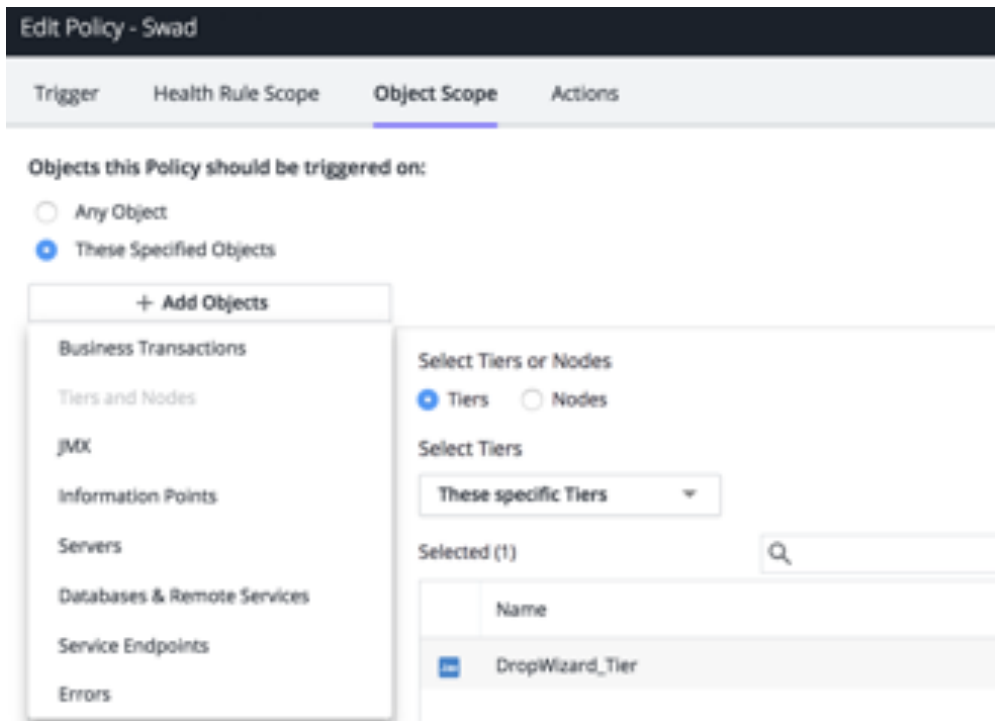 Edit Policy - Swad
Trigger Health Rule Scope Object Scope Actions
Objects this Policy should be triggered on:
Any Object
These Specified Objects
+ Add Objects
Business Transactions
Tiers and Nodes
JMX
Information Points
Servers
Databases & Remote Services
Service Endpoints
Errors
Select Tiers or Nodes
Tiers Nodes
Select Tiers
These specific Tiers
Selected (1)
Name
DropWizard_Tier